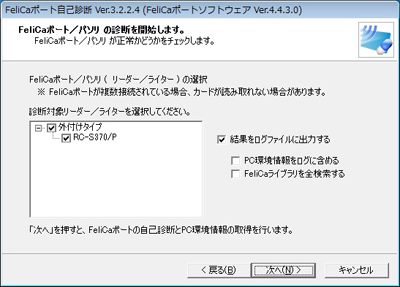 FeliCaポート自己診断 Ver.3.2.2.4 (FeliCaポートソフトウェア Ver.4.4.3.0)
FeliCaポート／パソリ の診断を開始します。
FeliCaポート／パソリ が正常かどうかをチェックします。
FeliCaポート／パソリ ( リーダー／ライター ) の選択
※ FeliCaポートが複数接続されている場合、カードが読み取れない場合があります。
診断対象リーダー／ライターを選択してください。
外付けタイプ
RC-S370/P
結果をログファイルに出力する
PC環境情報をログに含める
FeliCaライブラリを全検索する
「次へ」を押すと、FeliCaポートの自己診断とPC環境情報の取得を行います。
< 戻る(B)
次へ(N) >
キャンセル